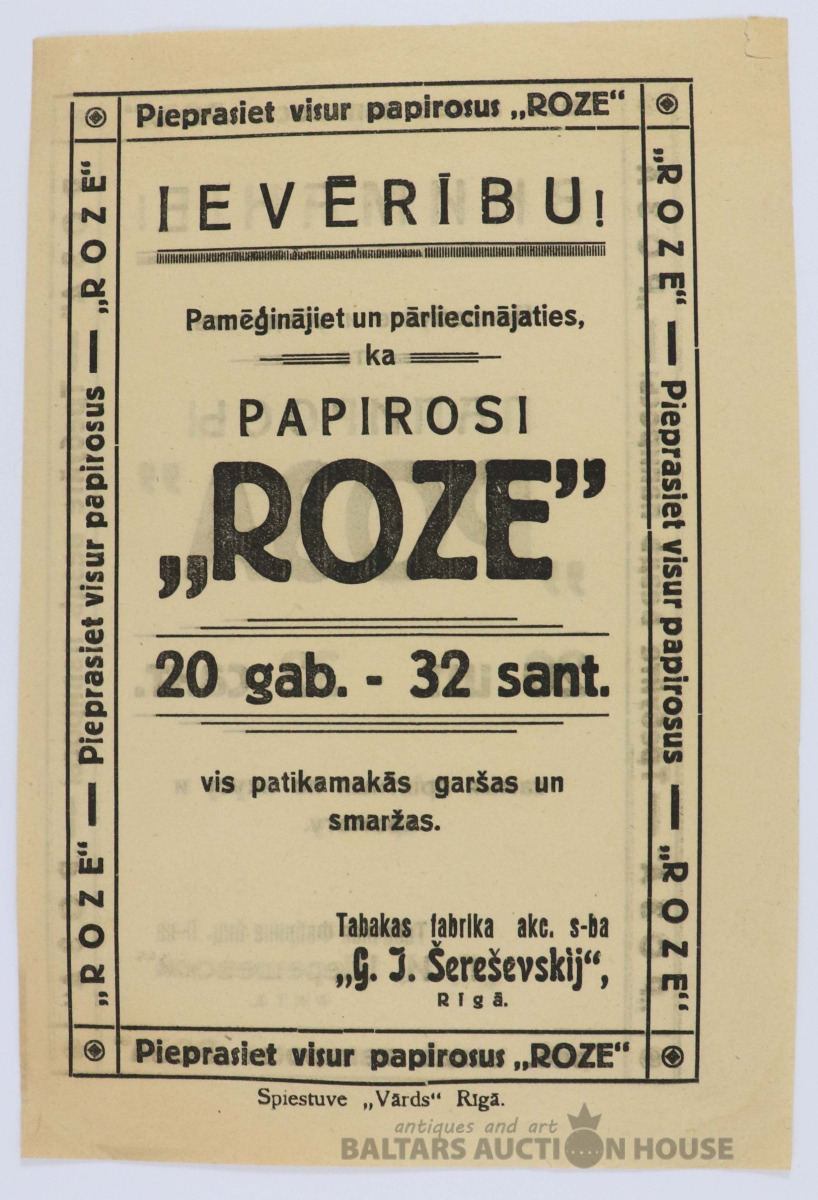 Pieprasiet visur papirosus „ROZE“
„ROZE“ — Pieprasiet visur papirosus — „ROZE“
IEVĒRĪBU!
Pamēģinājiet un pārliecinājaties,
ka
PAPIROSI
„ROZE”
20 gab. - 32 sant.
vis patikamakās garšas un
smaržas.
Tabakas fabrika akc. s-ba
„G. J. Šereševskij“,
Rīgā.
„ROZE“ — Pieprasiet visur papirosus — „ROZE“
Pieprasiet visur papirosus „ROZE“
Spiestuve „Vārds“ Rīgā.
antiques and art
BALTARS AUCTION HOUSE